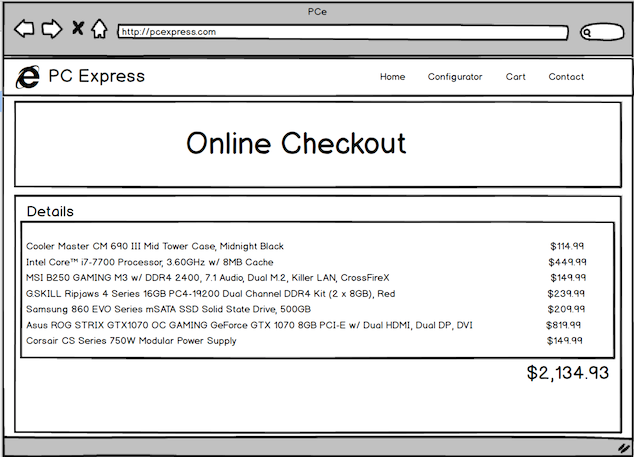 PCe
http://pcexpress.com
PC Express Home Configurator Cart Contact
Online Checkout
Details
Cooler Master CM 690 III Mid Tower Case, Midnight Black $114.99
Intel Core™ i7-7700 Processor, 3.60GHz w/ 8MB Cache $449.99
MSI B250 GAMING M3 w/ DDR4 2400, 7.1 Audio, Dual M.2, Killer LAN, CrossFireX $149.99
G.SKILL Ripjaws 4 Series 16GB PC4-19200 Dual Channel DDR4 Kit (2 x 8GB), Red $239.99
Samsung 860 EVO Series mSATA SSD Solid State Drive, 500GB $209.99
Asus ROG STRIX GTX1070 OC GAMING GeForce GTX 1070 8GB PCI-E w/ Dual HDMI, Dual DP, DVI $819.99
Corsair CS Series 750W Modular Power Supply $149.99
$2,134.93